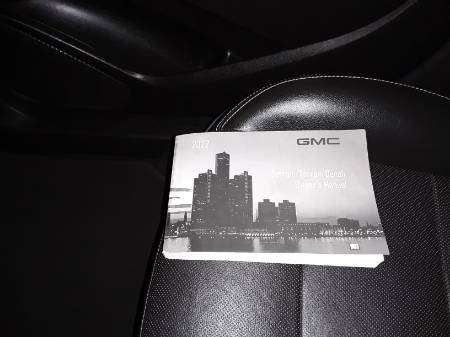 2022 GMC
Terrain/Terrain Denali
Owner's Manual